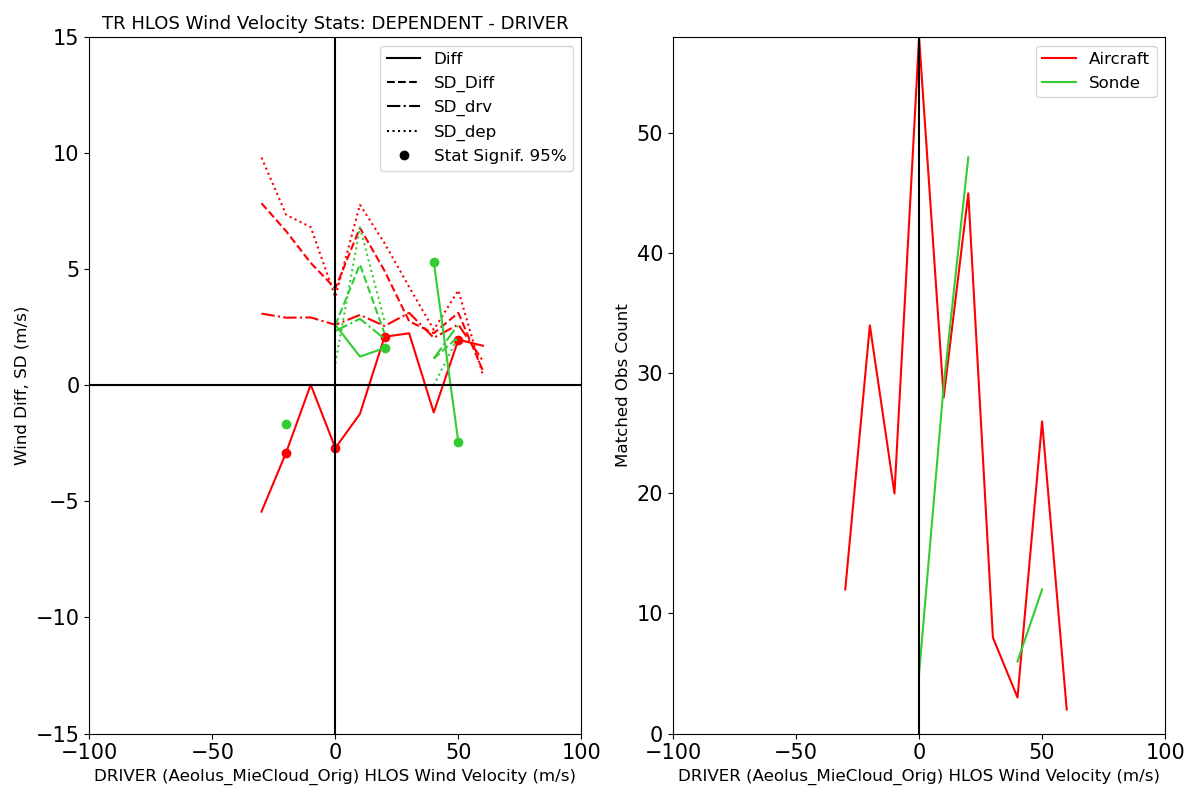 TR HLOS Wind Velocity Stats: DEPENDENT - DRIVER
Wind Diff, SD (m/s)
15
10
5
0
−5
−10
−15
−100
−50
0
50
100
DRIVER (Aeolus_MieCloud_Orig) HLOS Wind Velocity (m/s)
Diff
SD_Diff
SD_drv
SD_dep
Stat Signif. 95%
Matched Obs Count
50
40
30
20
10
0
−100
−50
0
50
100
DRIVER (Aeolus_MieCloud_Orig) HLOS Wind Velocity (m/s)
Aircraft
Sonde